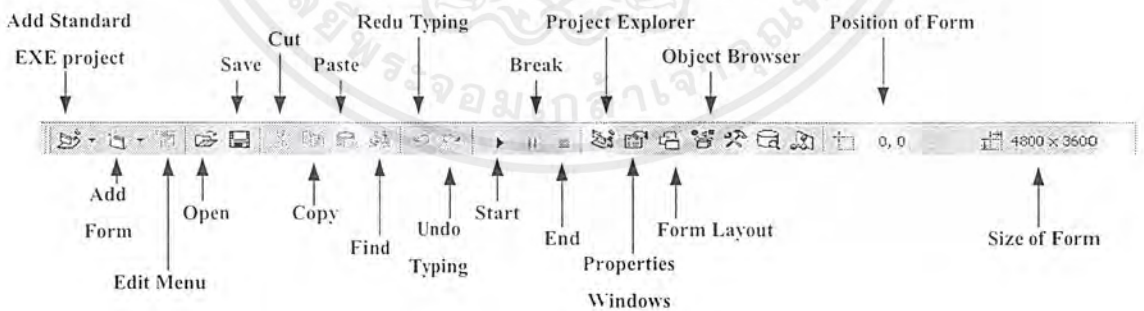 Add Standard
EXE project
Save
Cut
Paste
Redu Typing
Break
Project Explorer
Object Browser
Position of Form
0, 0
4800 x 3600
Add
Form
Edit Menu
Open
Copy
Find
Undo
Typing
Start
End
Properties
Windows
Form Layout
Size of Form